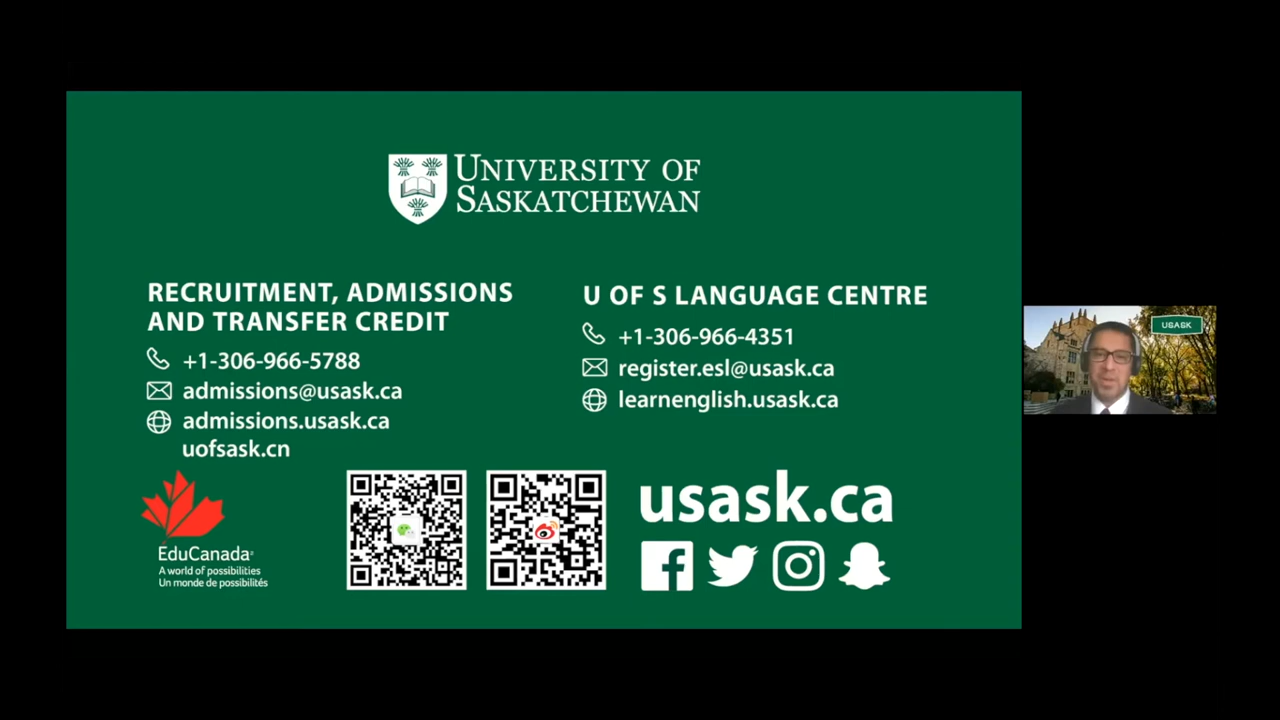 UNIVERSITY OF
SASKATCHEWAN
RECRUITMENT, ADMISSIONS
AND TRANSFER CREDIT
+1-306-966-5788
admissions@usask.ca
admissions.usask.ca
uofsask.cn
U OF S LANGUAGE CENTRE
+1-306-966-4351
register.esl@usask.ca
learnenglish.usask.ca
EduCanada
A world of possibilities
Un monde de possibilités
usask.ca
USASK